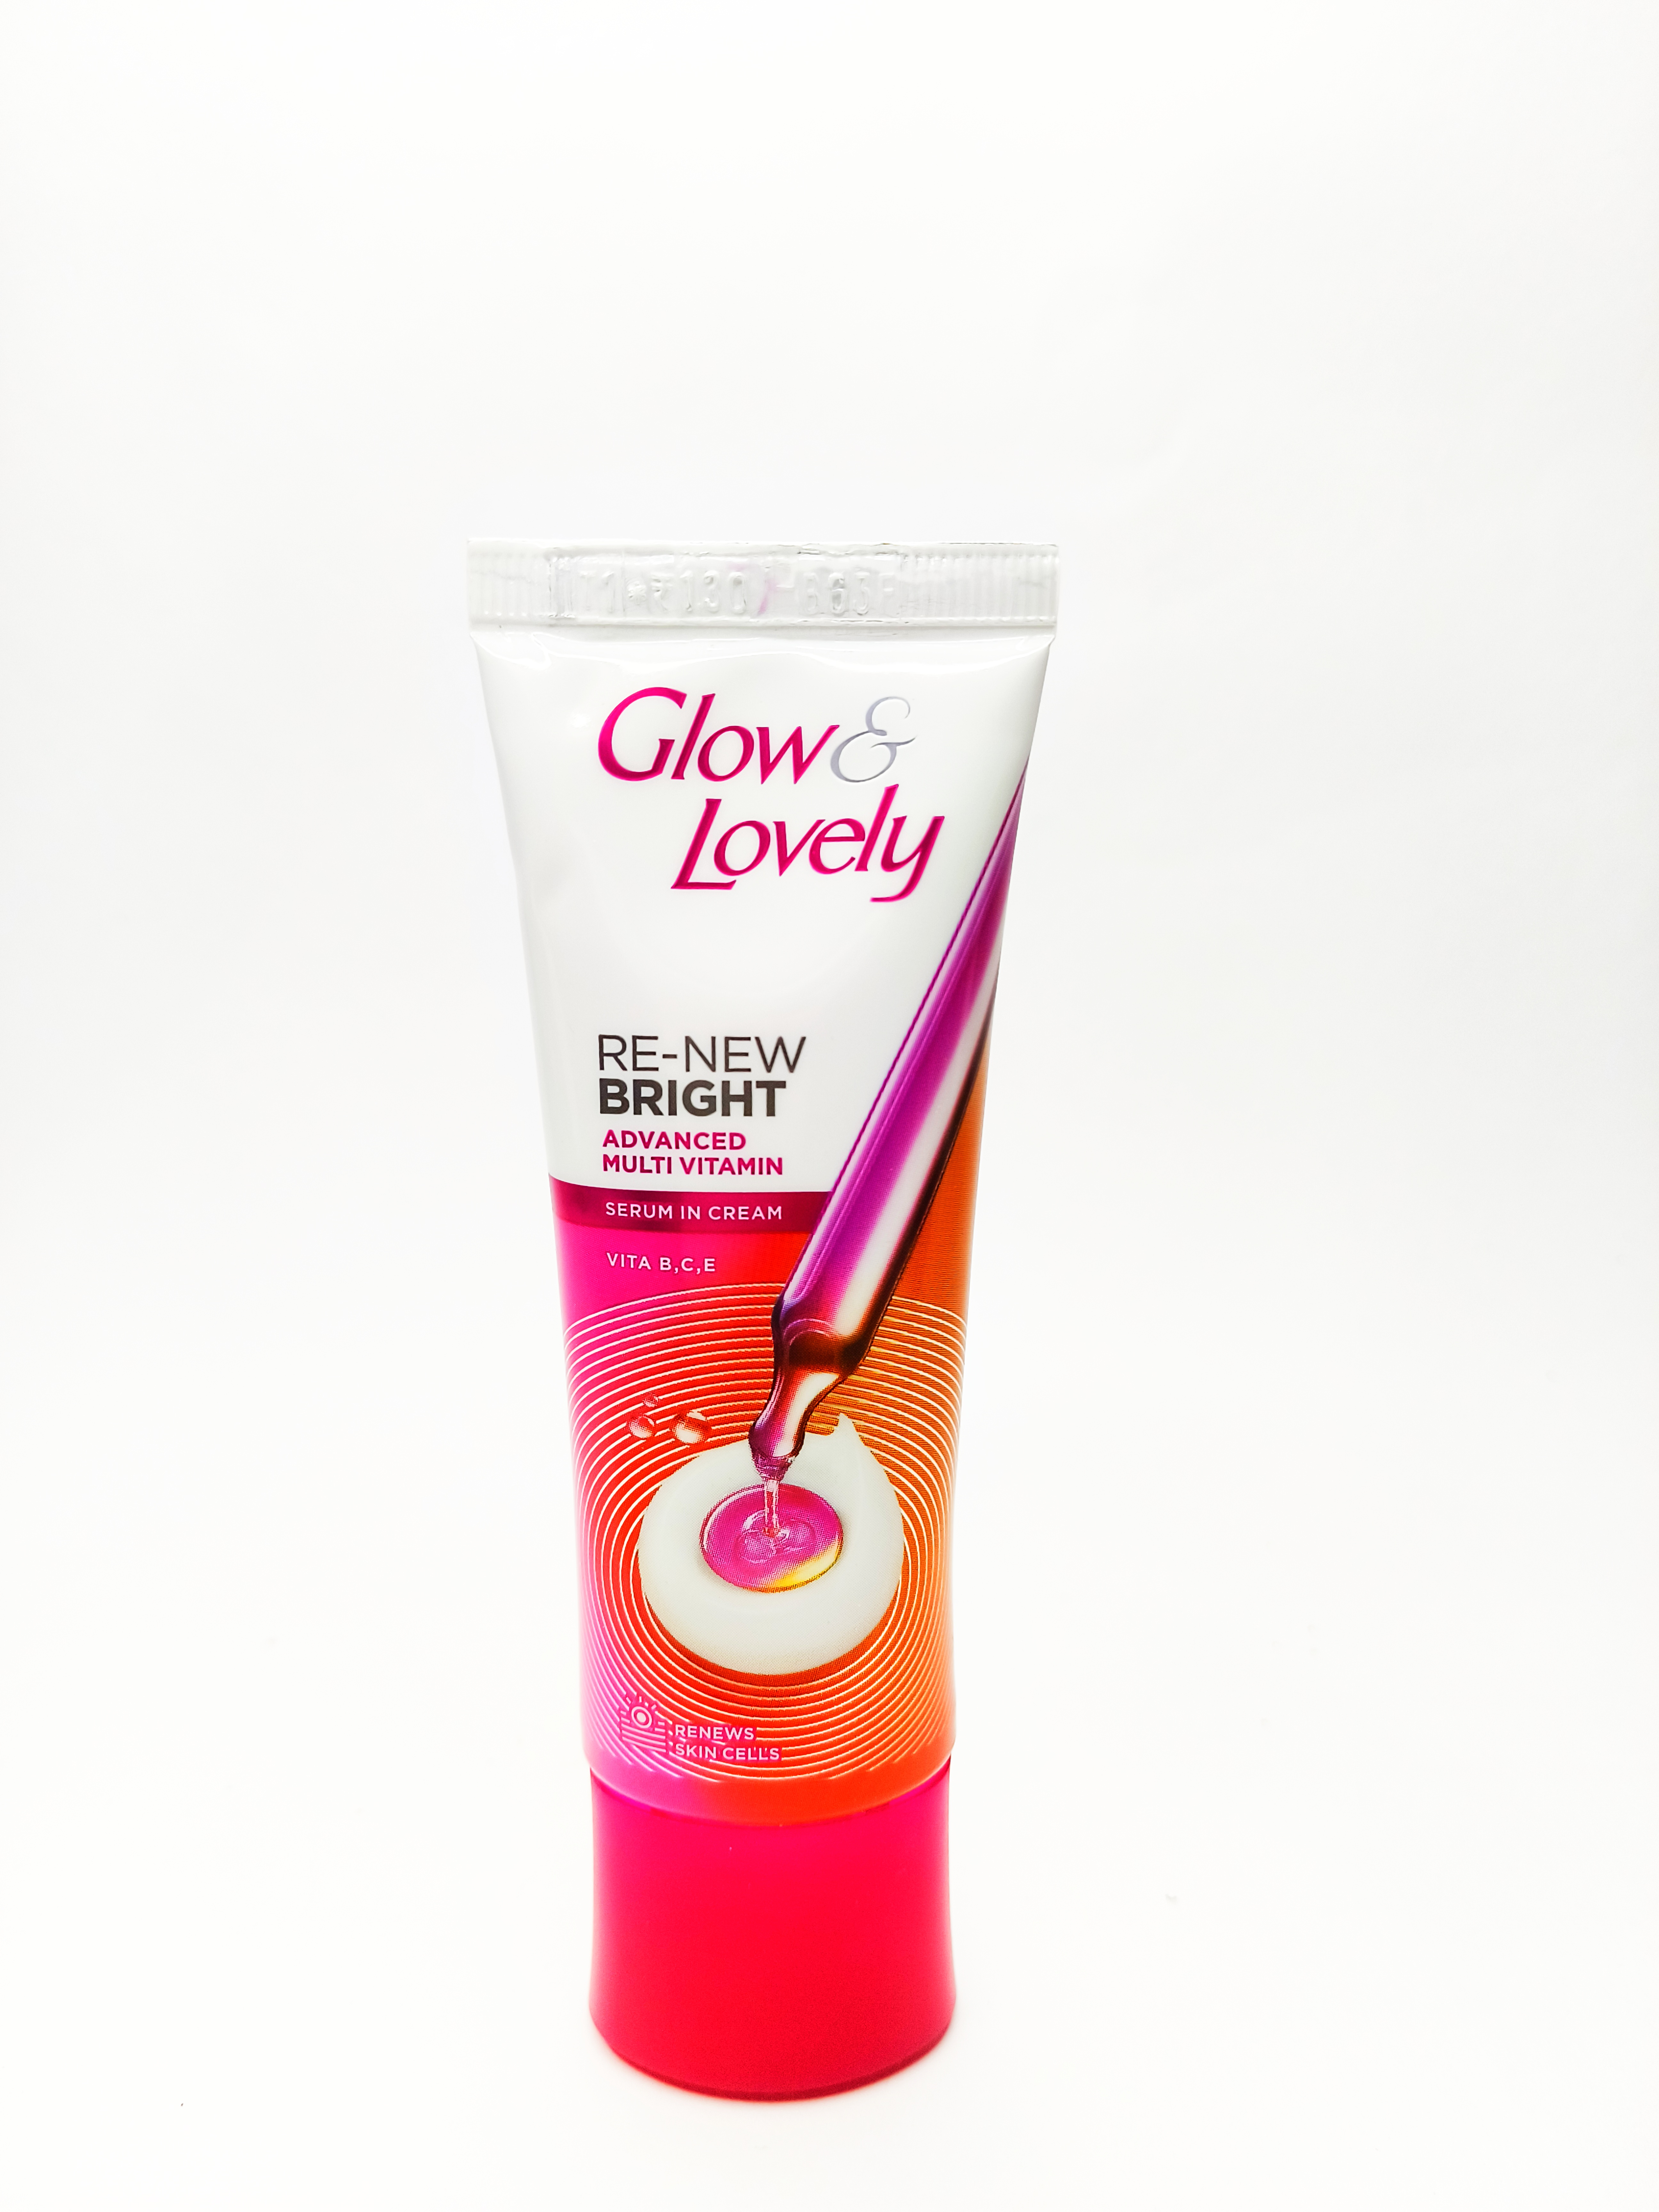 Glow &
Lovely
RE-NEW
BRIGHT
ADVANCED
MULTI VITAMIN
SERUM IN CREAM
VITA B,C,E
RENEWS
SKIN CELLS